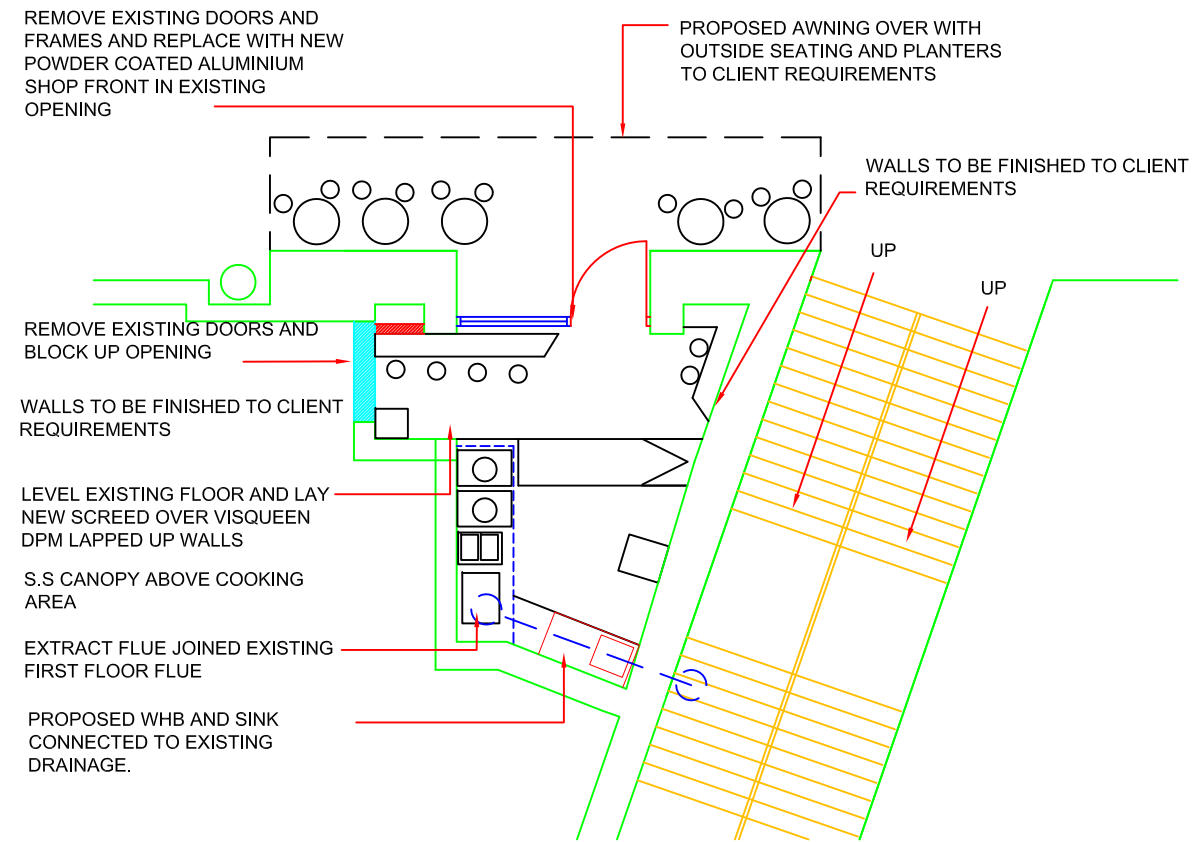 REMOVE EXISTING DOORS AND
FRAMES AND REPLACE WITH NEW
POWDER COATED ALUMINIUM
SHOP FRONT IN EXISTING
OPENING
PROPOSED AWNING OVER WITH
OUTSIDE SEATING AND PLANTERS
TO CLIENT REQUIREMENTS
WALLS TO BE FINISHED TO CLIENT
REQUIREMENTS
UP
UP
REMOVE EXISTING DOORS AND
BLOCK UP OPENING
WALLS TO BE FINISHED TO CLIENT
REQUIREMENTS
LEVEL EXISTING FLOOR AND LAY
NEW SCREED OVER VISQUEEN
DPM LAPPED UP WALLS
S.S CANOPY ABOVE COOKING
AREA
EXTRACT FLUE JOINED EXISTING
FIRST FLOOR FLUE
PROPOSED WHB AND SINK
CONNECTED TO EXISTING
DRAINAGE.